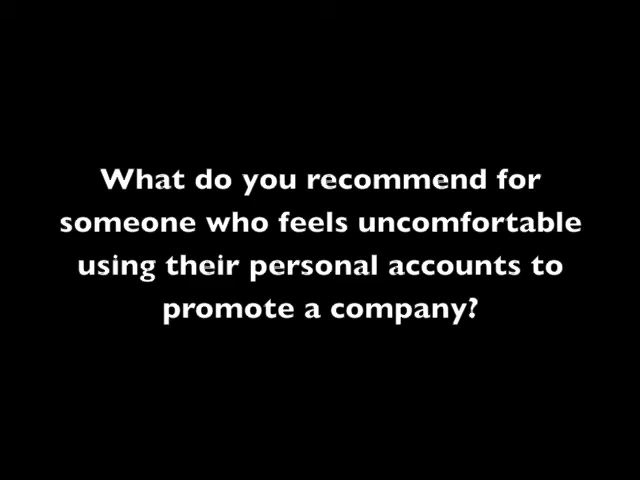 What do you recommend for
someone who feels uncomfortable
using their personal accounts to
promote a company?